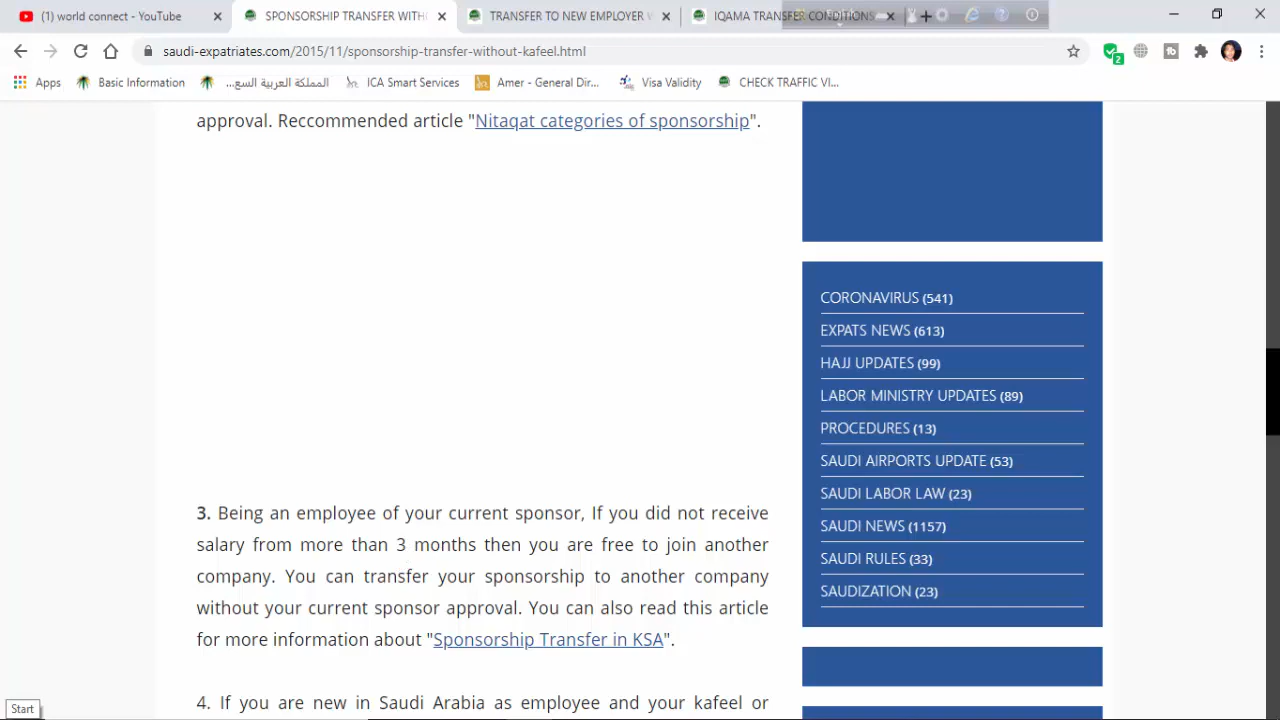 (1) world connect - YouTube
SPONSORSHIP TRANSFER WITH
TRANSFER TO NEW EMPLOYER W
IQAMA TRANSFER CONDITIONS
saudi-expatriates.com/2015/11/sponsorship-transfer-without-kafeel.html
2
Apps
Basic Information
المملكة العربية السع...
ICA Smart Services
Amer - General Dir...
Visa Validity
CHECK TRAFFIC VI...
approval. Reccommended article "Nitaqat categories of sponsorship".
CORONAVIRUS (541)
EXPATS NEWS (613)
HAJJ UPDATES (99)
LABOR MINISTRY UPDATES (89)
PROCEDURES (13)
SAUDI AIRPORTS UPDATE (53)
SAUDI LABOR LAW (23)
SAUDI NEWS (1157)
SAUDI RULES (33)
SAUDIZATION (23)
3. Being an employee of your current sponsor, If you did not receive
salary from more than 3 months then you are free to join another
company. You can transfer your sponsorship to another company
without your current sponsor approval. You can also read this article
for more information about "Sponsorship Transfer in KSA".
4. If you are new in Saudi Arabia as employee and your kafeel or
Start